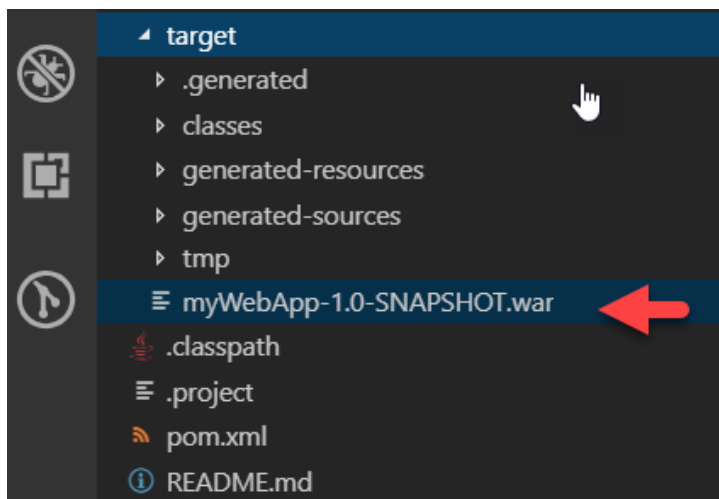 target
.generated
classes
generated-resources
generated-sources
tmp
myWebApp-1.0-SNAPSHOT.war
.classpath
.project
pom.xml
README.md